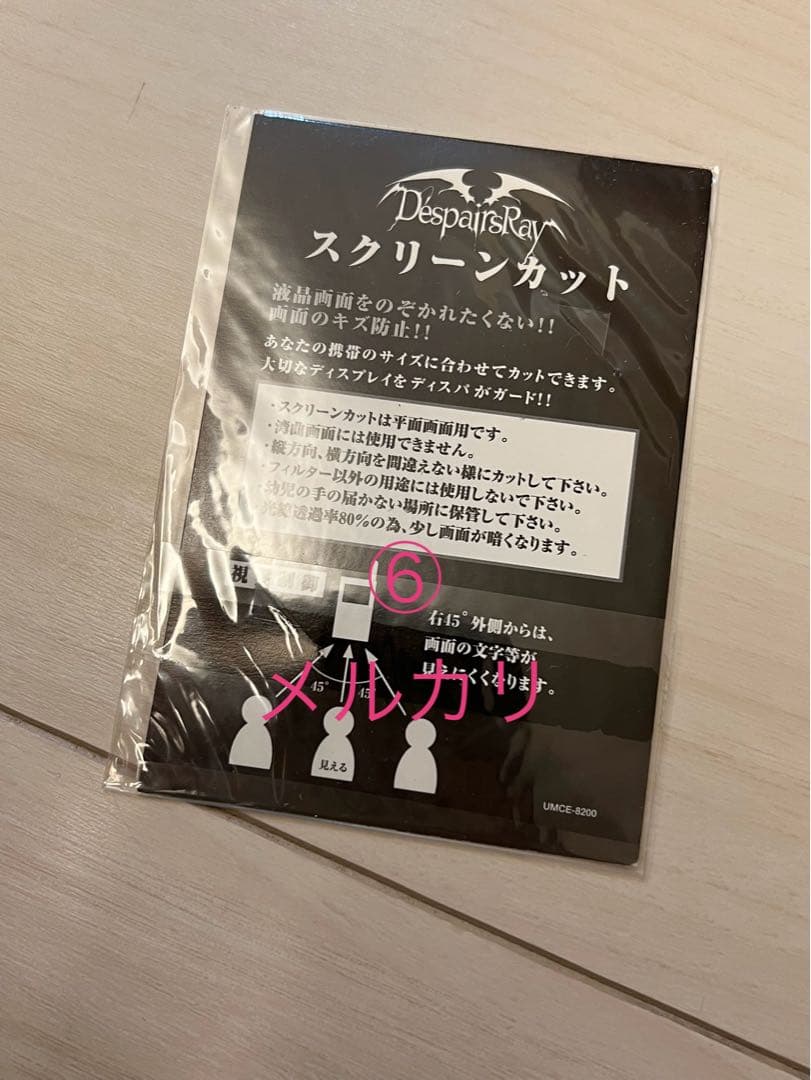 D'espairsRay
スクリーンカット
液晶画面をのぞかれたくない!!
画面のキズ防止!!
あなたの携帯のサイズに合わせてカットできます。
大切なディスプレイをディスパがガード!!
・スクリーンカットは平面画面用です。
・湾曲画面には使用できません。
・縦方向、横方向を間違えない様にカットして下さい。
・フィルター以外の用途には使用しないで下さい。
・幼児の手の届かない場所に保管して下さい。
透過率80%の為、少し画面が暗くなります。
視 制御
⑥
右45°外側からは、
画面の文字等が
見えにくくなります。
メルカリ
45° 45°
見える
UMCE-8200